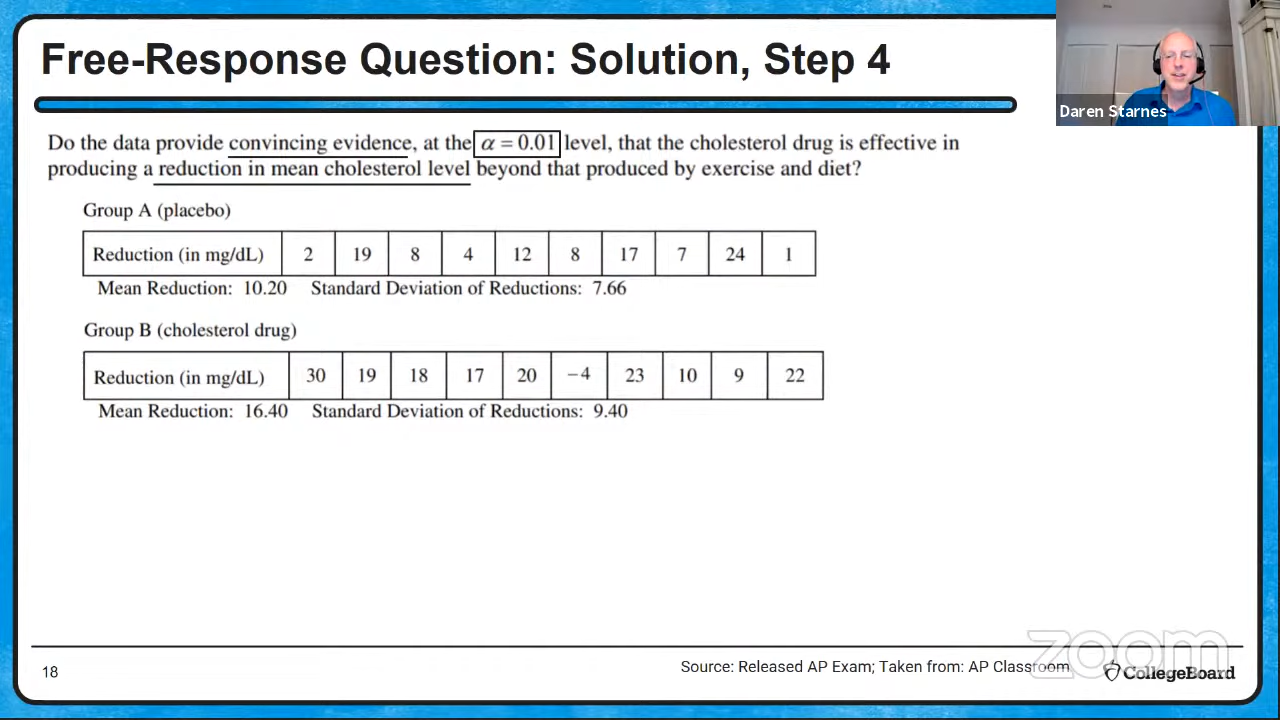 Free-Response Question: Solution, Step 4
Daren Starnes
Do the data provide convincing evidence, at the α = 0.01 level, that the cholesterol drug is effective in
producing a reduction in mean cholesterol level beyond that produced by exercise and diet?
Group A (placebo)
Reduction (in mg/dL) 2 19 8 4 12 8 17 7 24 1
Mean Reduction: 10.20 Standard Deviation of Reductions: 7.66
Group B (cholesterol drug)
Reduction (in mg/dL) 30 19 18 17 20 −4 23 10 9 22
Mean Reduction: 16.40 Standard Deviation of Reductions: 9.40
zoom
18
Source: Released AP Exam; Taken from: AP Classroom
CollegeBoard